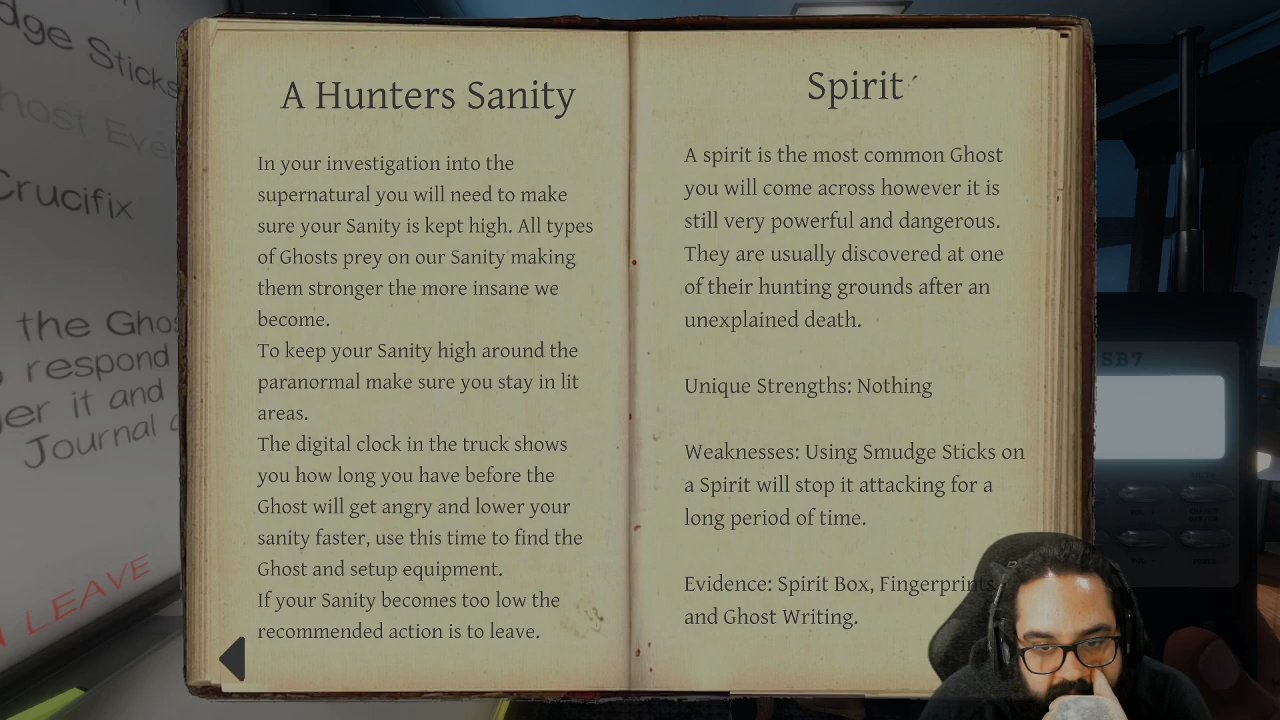 dge Sticks
host Eve
Crucifix
the Ghos
respond
er it and
Journal
LEAVE
A Hunters Sanity
In your investigation into the
supernatural you will need to make
sure your Sanity is kept high. All types
of Ghosts prey on our Sanity making
them stronger the more insane we
become.
To keep your Sanity high around the
paranormal make sure you stay in lit
areas.
The digital clock in the truck shows
you how long you have before the
Ghost will get angry and lower your
sanity faster, use this time to find the
Ghost and setup equipment.
If your Sanity becomes too low the
recommended action is to leave.
Spirit
A spirit is the most common Ghost
you will come across however it is
still very powerful and dangerous.
They are usually discovered at one
of their hunting grounds after an
unexplained death.
Unique Strengths: Nothing
Weaknesses: Using Smudge Sticks on
a Spirit will stop it attacking for a
long period of time.
Evidence: Spirit Box, Fingerprints
and Ghost Writing.
SB7